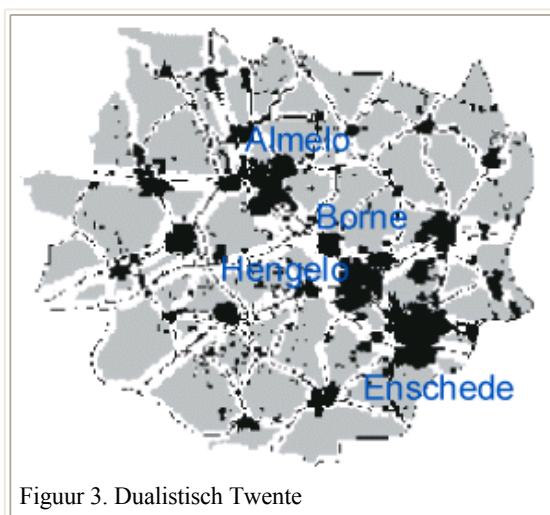 Almelo
Borne
Hengelo
Enschede
Figuur 3. Dualistisch Twente